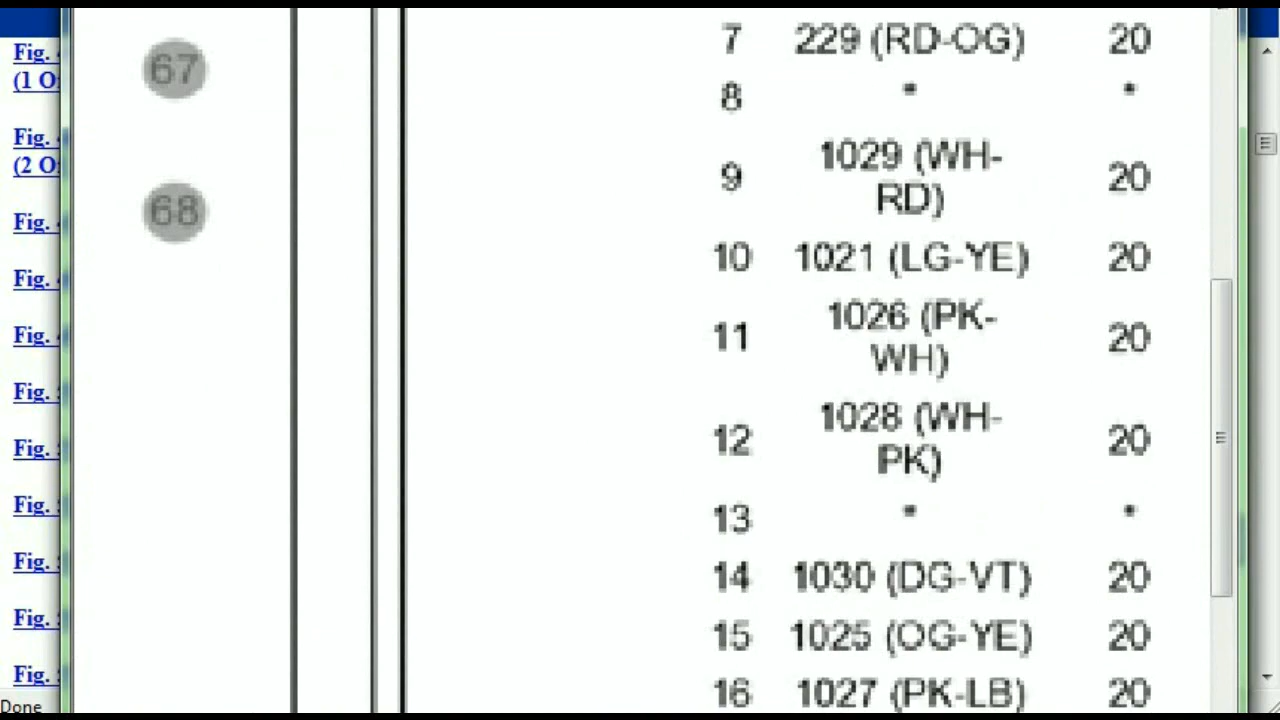 Fig.
(1 O
Fig.
(2 O
Fig.
Fig.
Fig.
Fig.
Fig.
Fig.
Fig.
Fig.
Fig.
Done
67
68
7 229 (RD-OG) 20
8 * *
9 1029 (WH-
RD) 20
10 1021 (LG-YE) 20
11 1026 (PK-
WH) 20
12 1028 (WH-
PK) 20
13 * *
14 1030 (DG-VT) 20
15 1025 (OG-YE) 20
16 1027 (PK-LB) 20